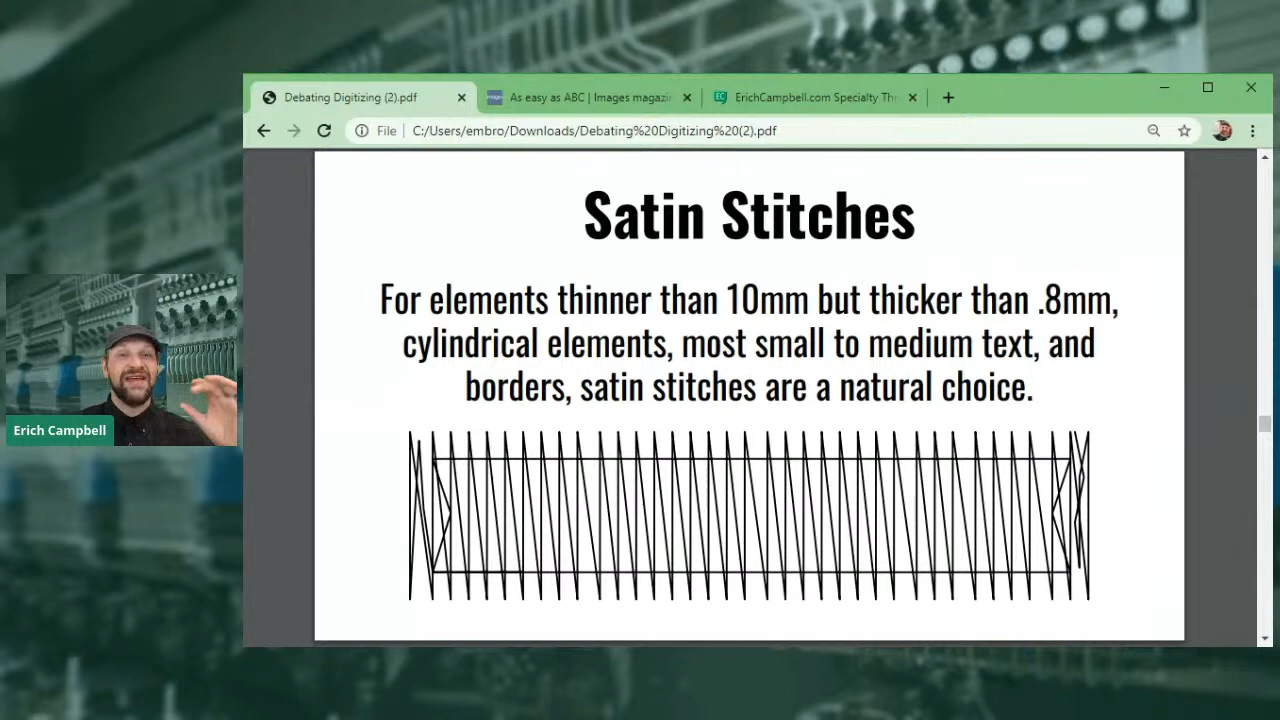 Debating Digitizing (2).pdf
As easy as ABC | Images magazi
ErichCampbell.com Specialty Thr
File
C:/Users/embro/Downloads/Debating%20Digitizing%20(2).pdf
Satin Stitches
For elements thinner than 10mm but thicker than .8mm,
cylindrical elements, most small to medium text, and
borders, satin stitches are a natural choice.
Erich Campbell